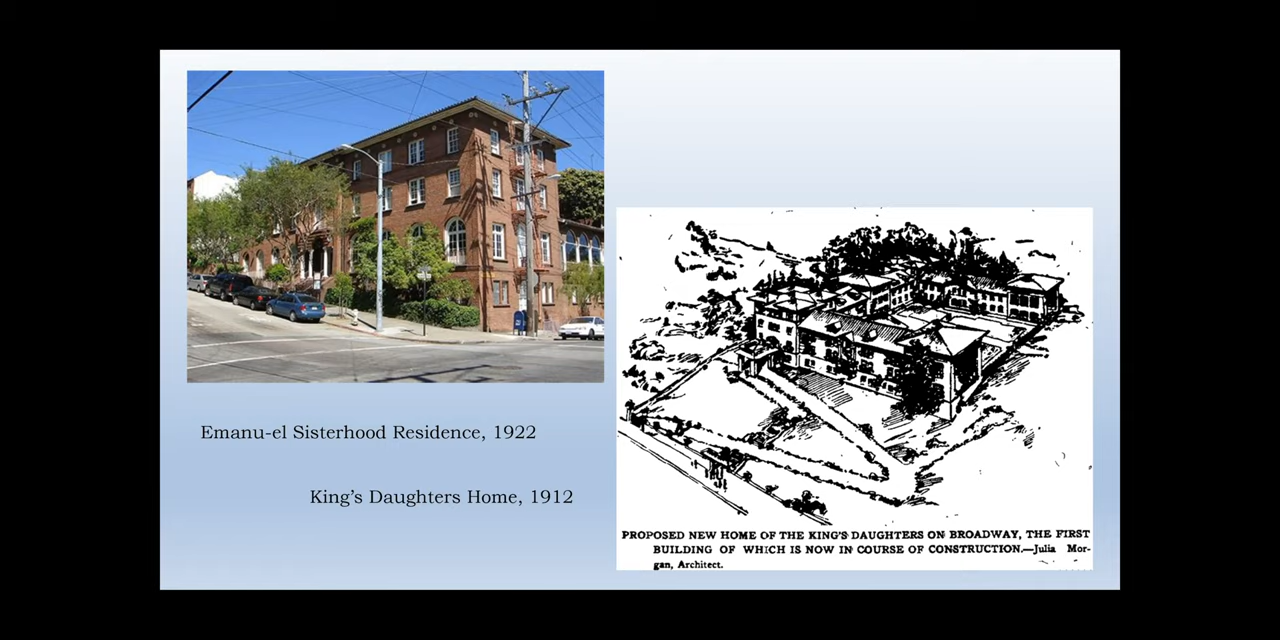 Emanu-el Sisterhood Residence, 1922
King's Daughters Home, 1912
PROPOSED NEW HOME OF THE KING'S DAUGHTERS ON BROADWAY, THE FIRST
BUILDING OF WHICH IS NOW IN COURSE OF CONSTRUCTION.—Julia Mor-
gan, Architect.